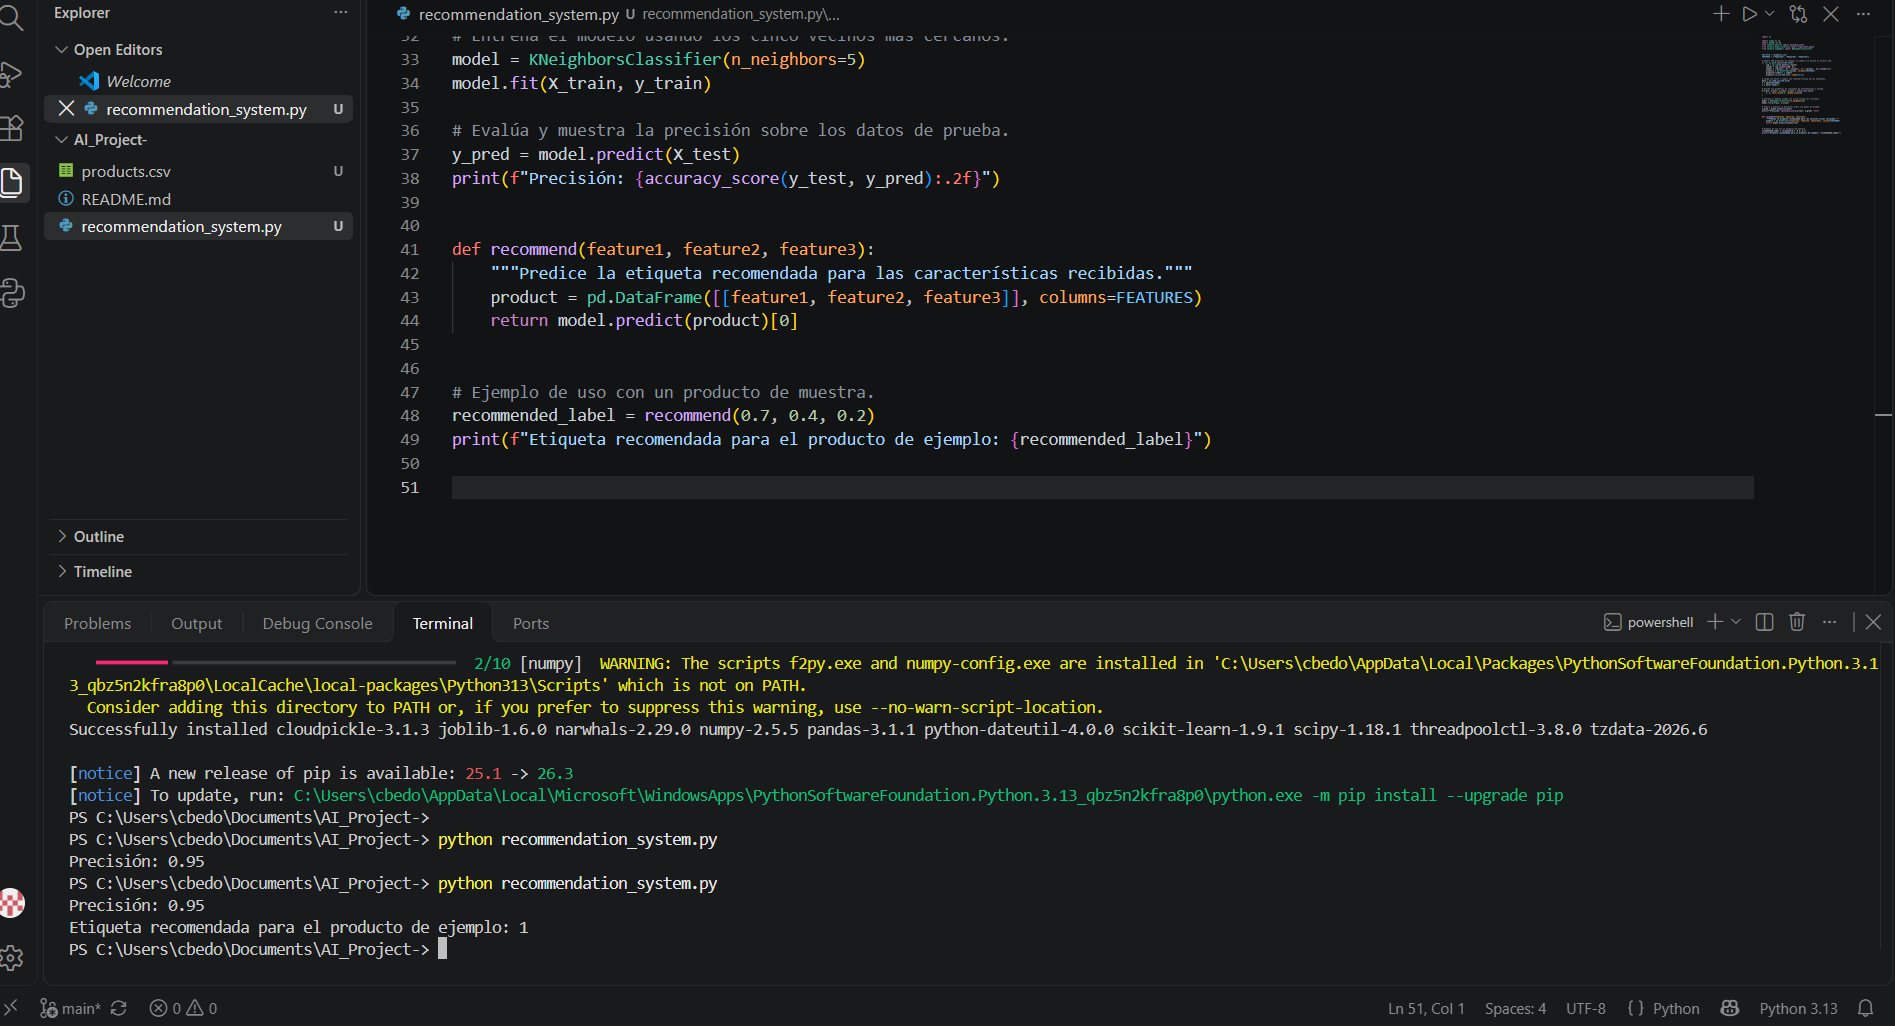 Explorer
Open Editors
Welcome
recommendation_system.py U
AI_Project-
products.csv U
README.md
recommendation_system.py U
Outline
Timeline
recommendation_system.py U recommendation_system.py\...
32 # Entrena el modelo usando los cinco vecinos más cercanos.
33 model = KNeighborsClassifier(n_neighbors=5)
34 model.fit(X_train, y_train)
35
36 # Evalúa y muestra la precisión sobre los datos de prueba.
37 y_pred = model.predict(X_test)
38 print(f"Precisión: {accuracy_score(y_test, y_pred):.2f}")
39
40
41 def recommend(feature1, feature2, feature3):
42 """Predice la etiqueta recomendada para las características recibidas."""
43 product = pd.DataFrame([[feature1, feature2, feature3]], columns=FEATURES)
44 return model.predict(product)[0]
45
46
47 # Ejemplo de uso con un producto de muestra.
48 recommended_label = recommend(0.7, 0.4, 0.2)
49 print(f"Etiqueta recomendada para el producto de ejemplo: {recommended_label}")
50
51
Problems Output Debug Console Terminal Ports
powershell
2/10 [numpy] WARNING: The scripts f2py.exe and numpy-config.exe are installed in 'C:\Users\cbedo\AppData\Local\Packages\PythonSoftwareFoundation.Python.3.1
3_qbz5n2kfra8p0\LocalCache\local-packages\Python313\Scripts' which is not on PATH.
Consider adding this directory to PATH or, if you prefer to suppress this warning, use --no-warn-script-location.
Successfully installed cloudpickle-3.1.3 joblib-1.6.0 narwhals-2.29.0 numpy-2.5.5 pandas-3.1.1 python-dateutil-4.0.0 scikit-learn-1.9.1 scipy-1.18.1 threadpoolctl-3.8.0 tzdata-2026.6
[notice] A new release of pip is available: 25.1 -> 26.3
[notice] To update, run: C:\Users\cbedo\AppData\Local\Microsoft\WindowsApps\PythonSoftwareFoundation.Python.3.13_qbz5n2kfra8p0\python.exe -m pip install --upgrade pip
PS C:\Users\cbedo\Documents\AI_Project->
PS C:\Users\cbedo\Documents\AI_Project-> python recommendation_system.py
Precisión: 0.95
PS C:\Users\cbedo\Documents\AI_Project-> python recommendation_system.py
Precisión: 0.95
Etiqueta recomendada para el producto de ejemplo: 1
PS C:\Users\cbedo\Documents\AI_Project->
main* 0 0 Ln 51, Col 1 Spaces: 4 UTF-8 {} Python Python 3.13